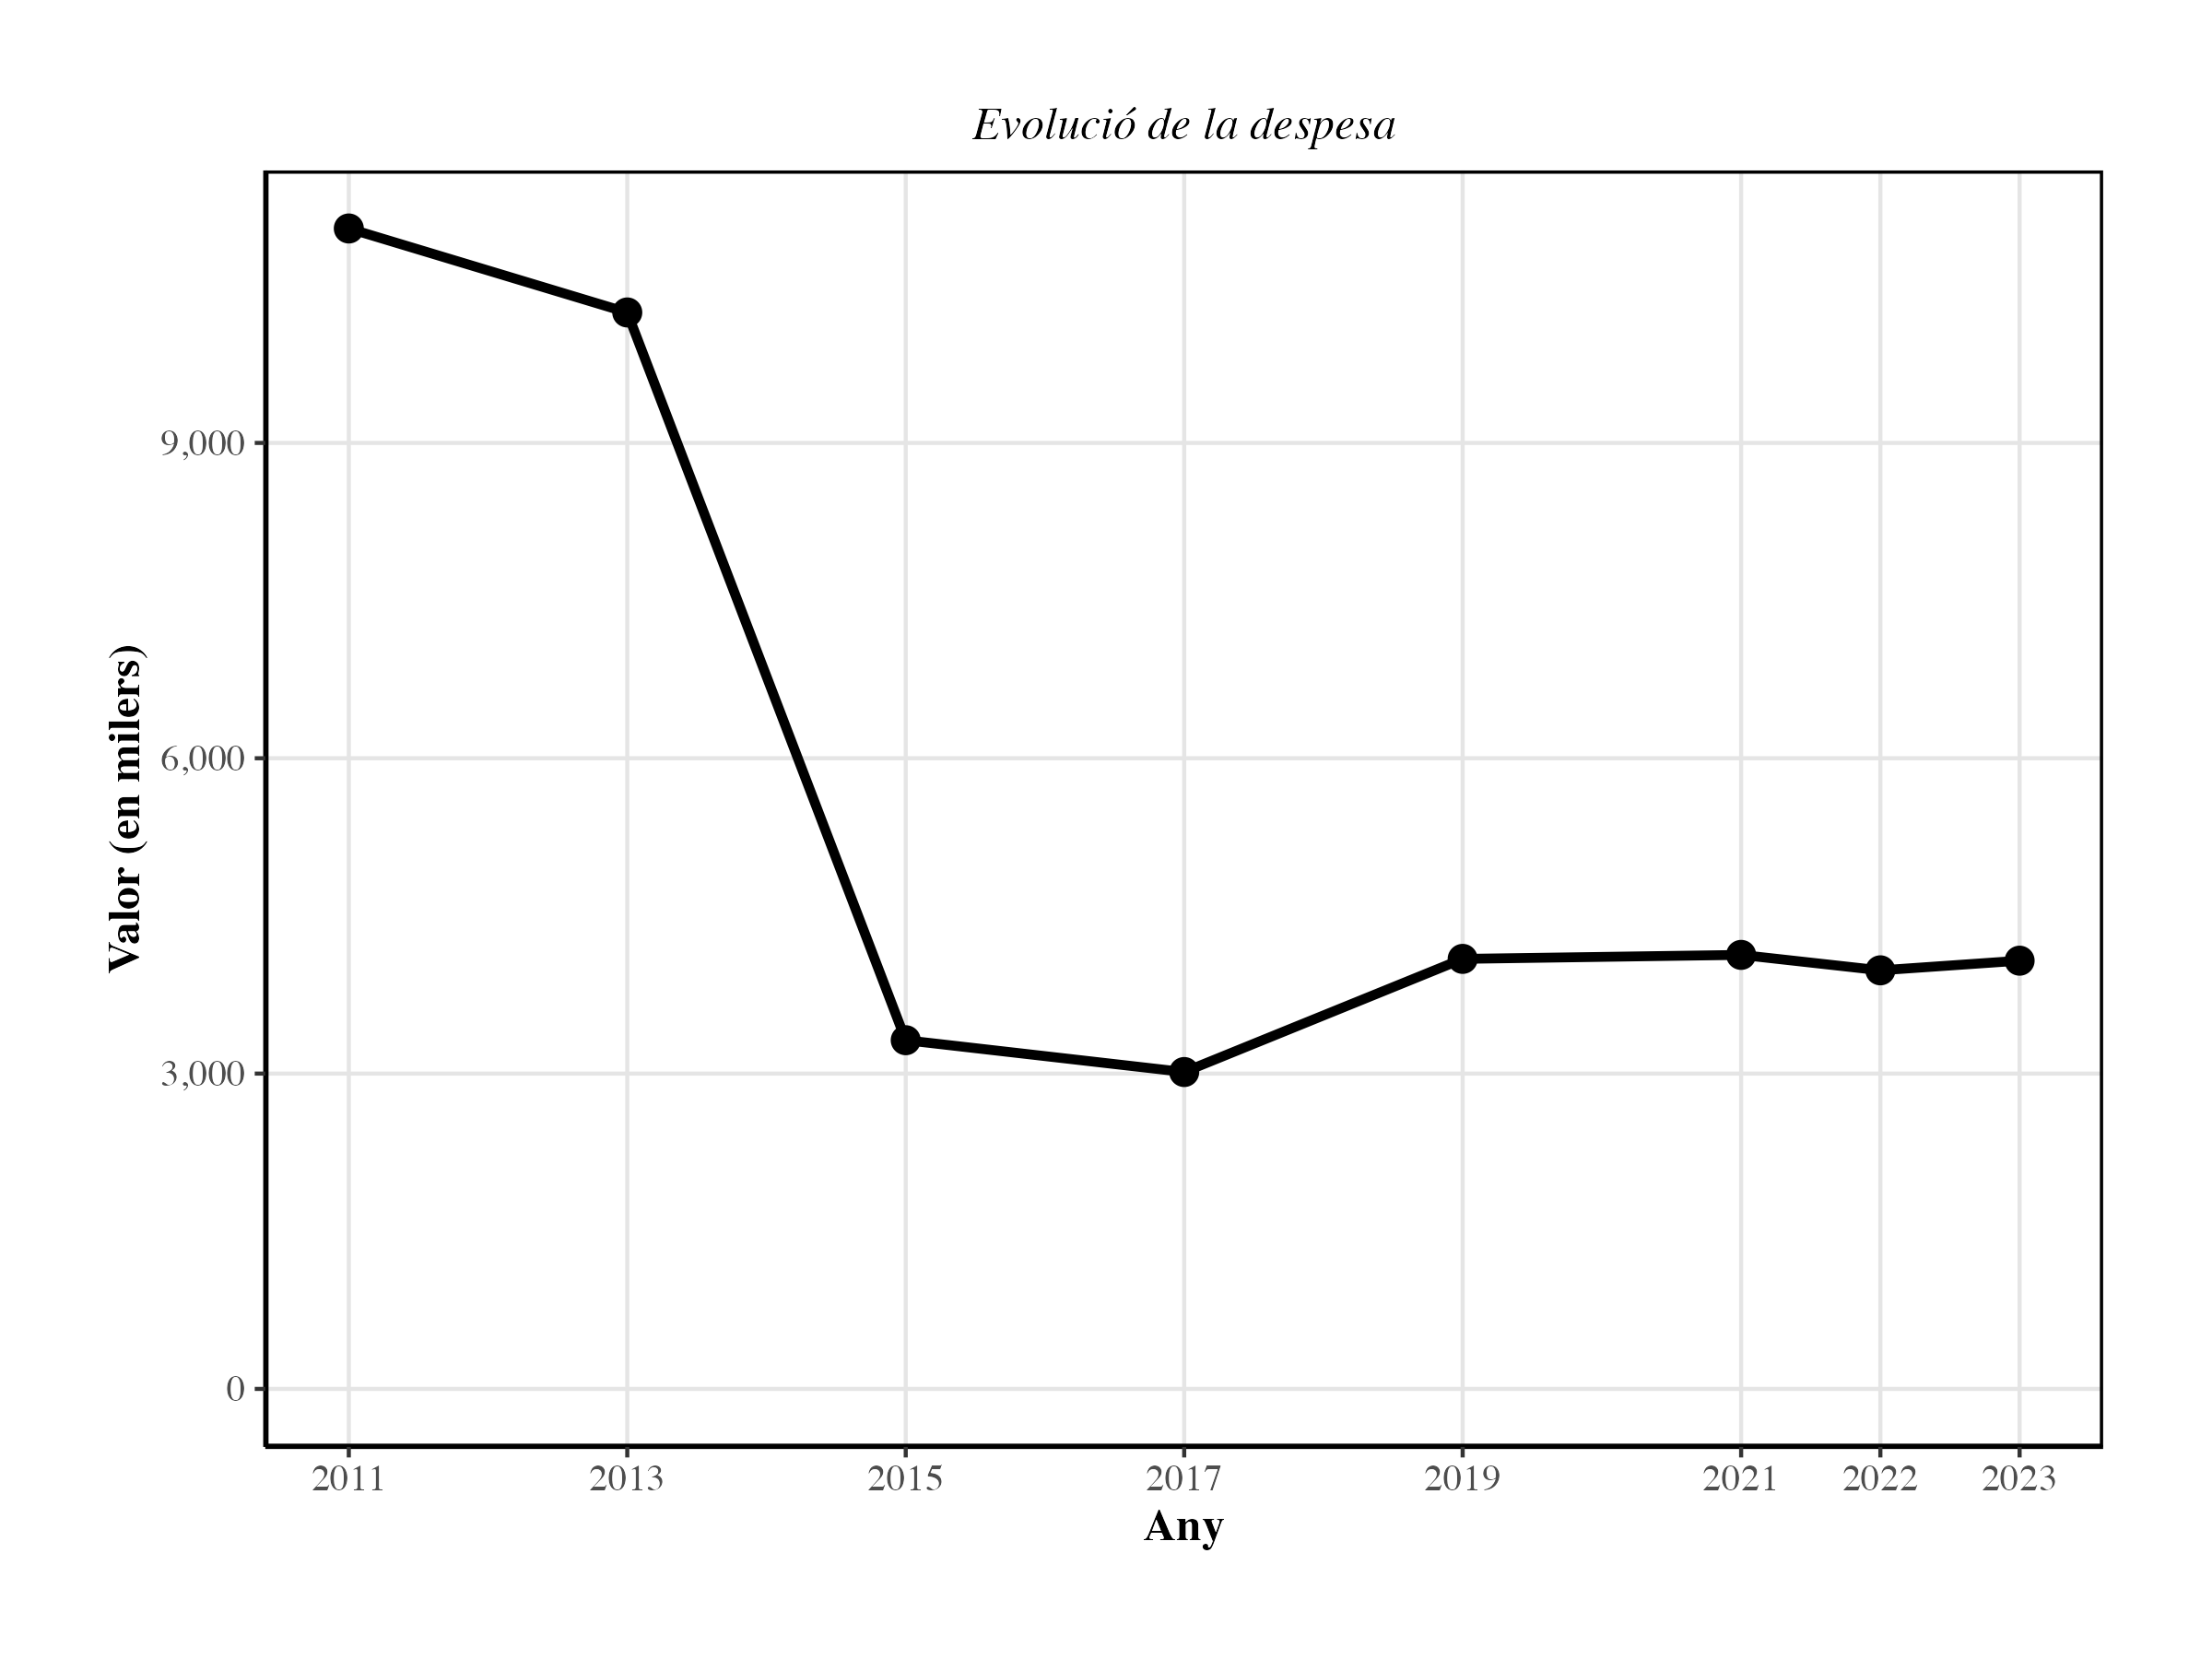 Evolució de la despesa
Valor (en milers)
9,000
6,000
3,000
0
2011 2013 2015 2017 2019 2021 2022 2023
Any